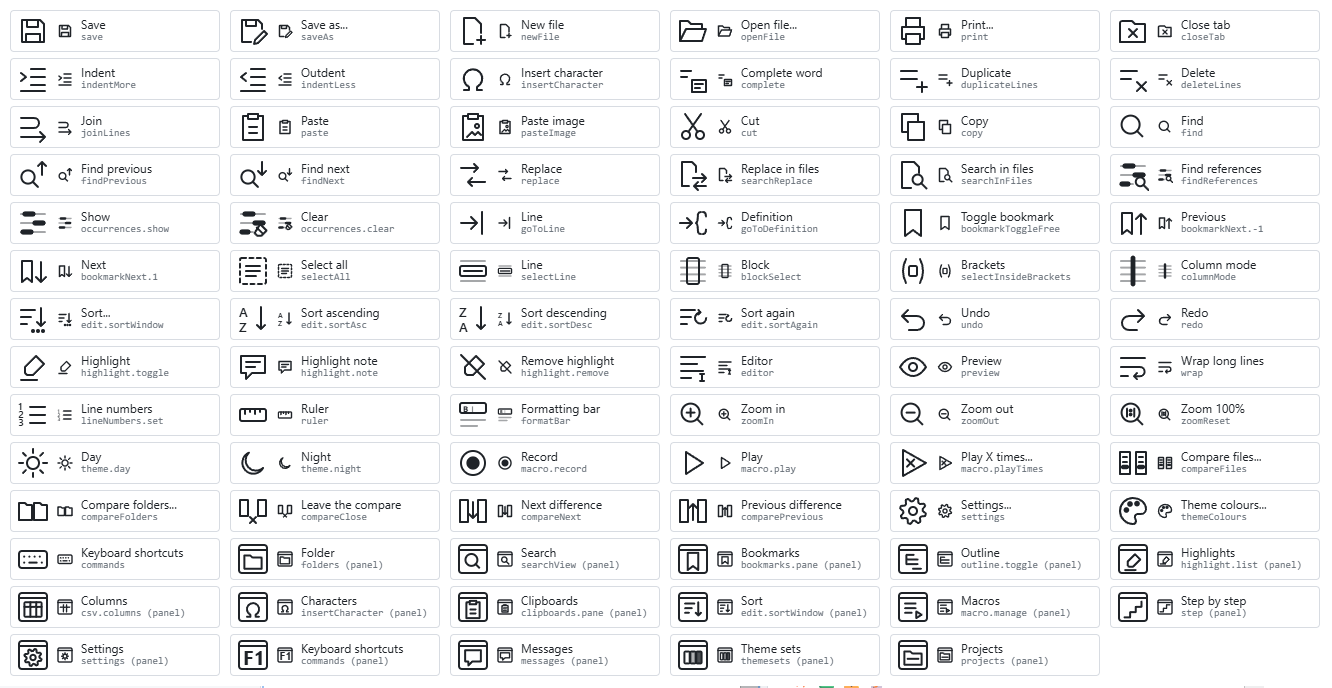 Save
save
Save as...
saveAs
New file
newFile
Open file...
openFile
Print...
print
Close tab
closeTab
Indent
indentMore
Outdent
indentLess
Insert character
insertCharacter
Complete word
complete
Duplicate
duplicateLines
Delete
deleteLines
Join
joinLines
Paste
paste
Paste image
pasteImage
Cut
cut
Copy
copy
Find
find
Find previous
findPrevious
Find next
findNext
Replace
replace
Replace in files
searchReplace
Search in files
searchInFiles
Find references
findReferences
Show
occurrences.show
Clear
occurrences.clear
Line
goToLine
Definition
goToDefinition
Toggle bookmark
bookmarkToggleFree
Previous
bookmarkNext.-1
Next
bookmarkNext.1
Select all
selectAll
Line
selectLine
Block
blockSelect
Brackets
selectInsideBrackets
Column mode
columnMode
Sort...
edit.sortWindow
A
Z
A
Z
Sort ascending
edit.sortAsc
Z
A
Z
A
Sort descending
edit.sortDesc
Sort again
edit.sortAgain
Undo
undo
Redo
redo
Highlight
highlight.toggle
Highlight note
highlight.note
Remove highlight
highlight.remove
Editor
editor
Preview
preview
Wrap long lines
wrap
1
2
3
Line numbers
lineNumbers.set
Ruler
ruler
B I
Formatting bar
formatBar
Zoom in
zoomIn
Zoom out
zoomOut
Zoom 100%
zoomReset
Day
theme.day
Night
theme.night
Record
macro.record
Play
macro.play
Play X times...
macro.playTimes
Compare files...
compareFiles
Compare folders...
compareFolders
Leave the compare
compareClose
Next difference
compareNext
Previous difference
comparePrevious
Settings...
settings
Theme colours...
themeColours
Keyboard shortcuts
commands
Folder
folders (panel)
Search
searchView (panel)
Bookmarks
bookmarks.pane (panel)
Outline
outline.toggle (panel)
Highlights
highlight.list (panel)
Columns
csv.columns (panel)
Ω
Ω
Characters
insertCharacter (panel)
Clipboards
clipboards.pane (panel)
Sort
edit.sortWindow (panel)
Macros
macro.manage (panel)
Step by step
step (panel)
Settings
settings (panel)
F1
F1
Keyboard shortcuts
commands (panel)
Messages
messages (panel)
Theme sets
themesets (panel)
Projects
projects (panel)